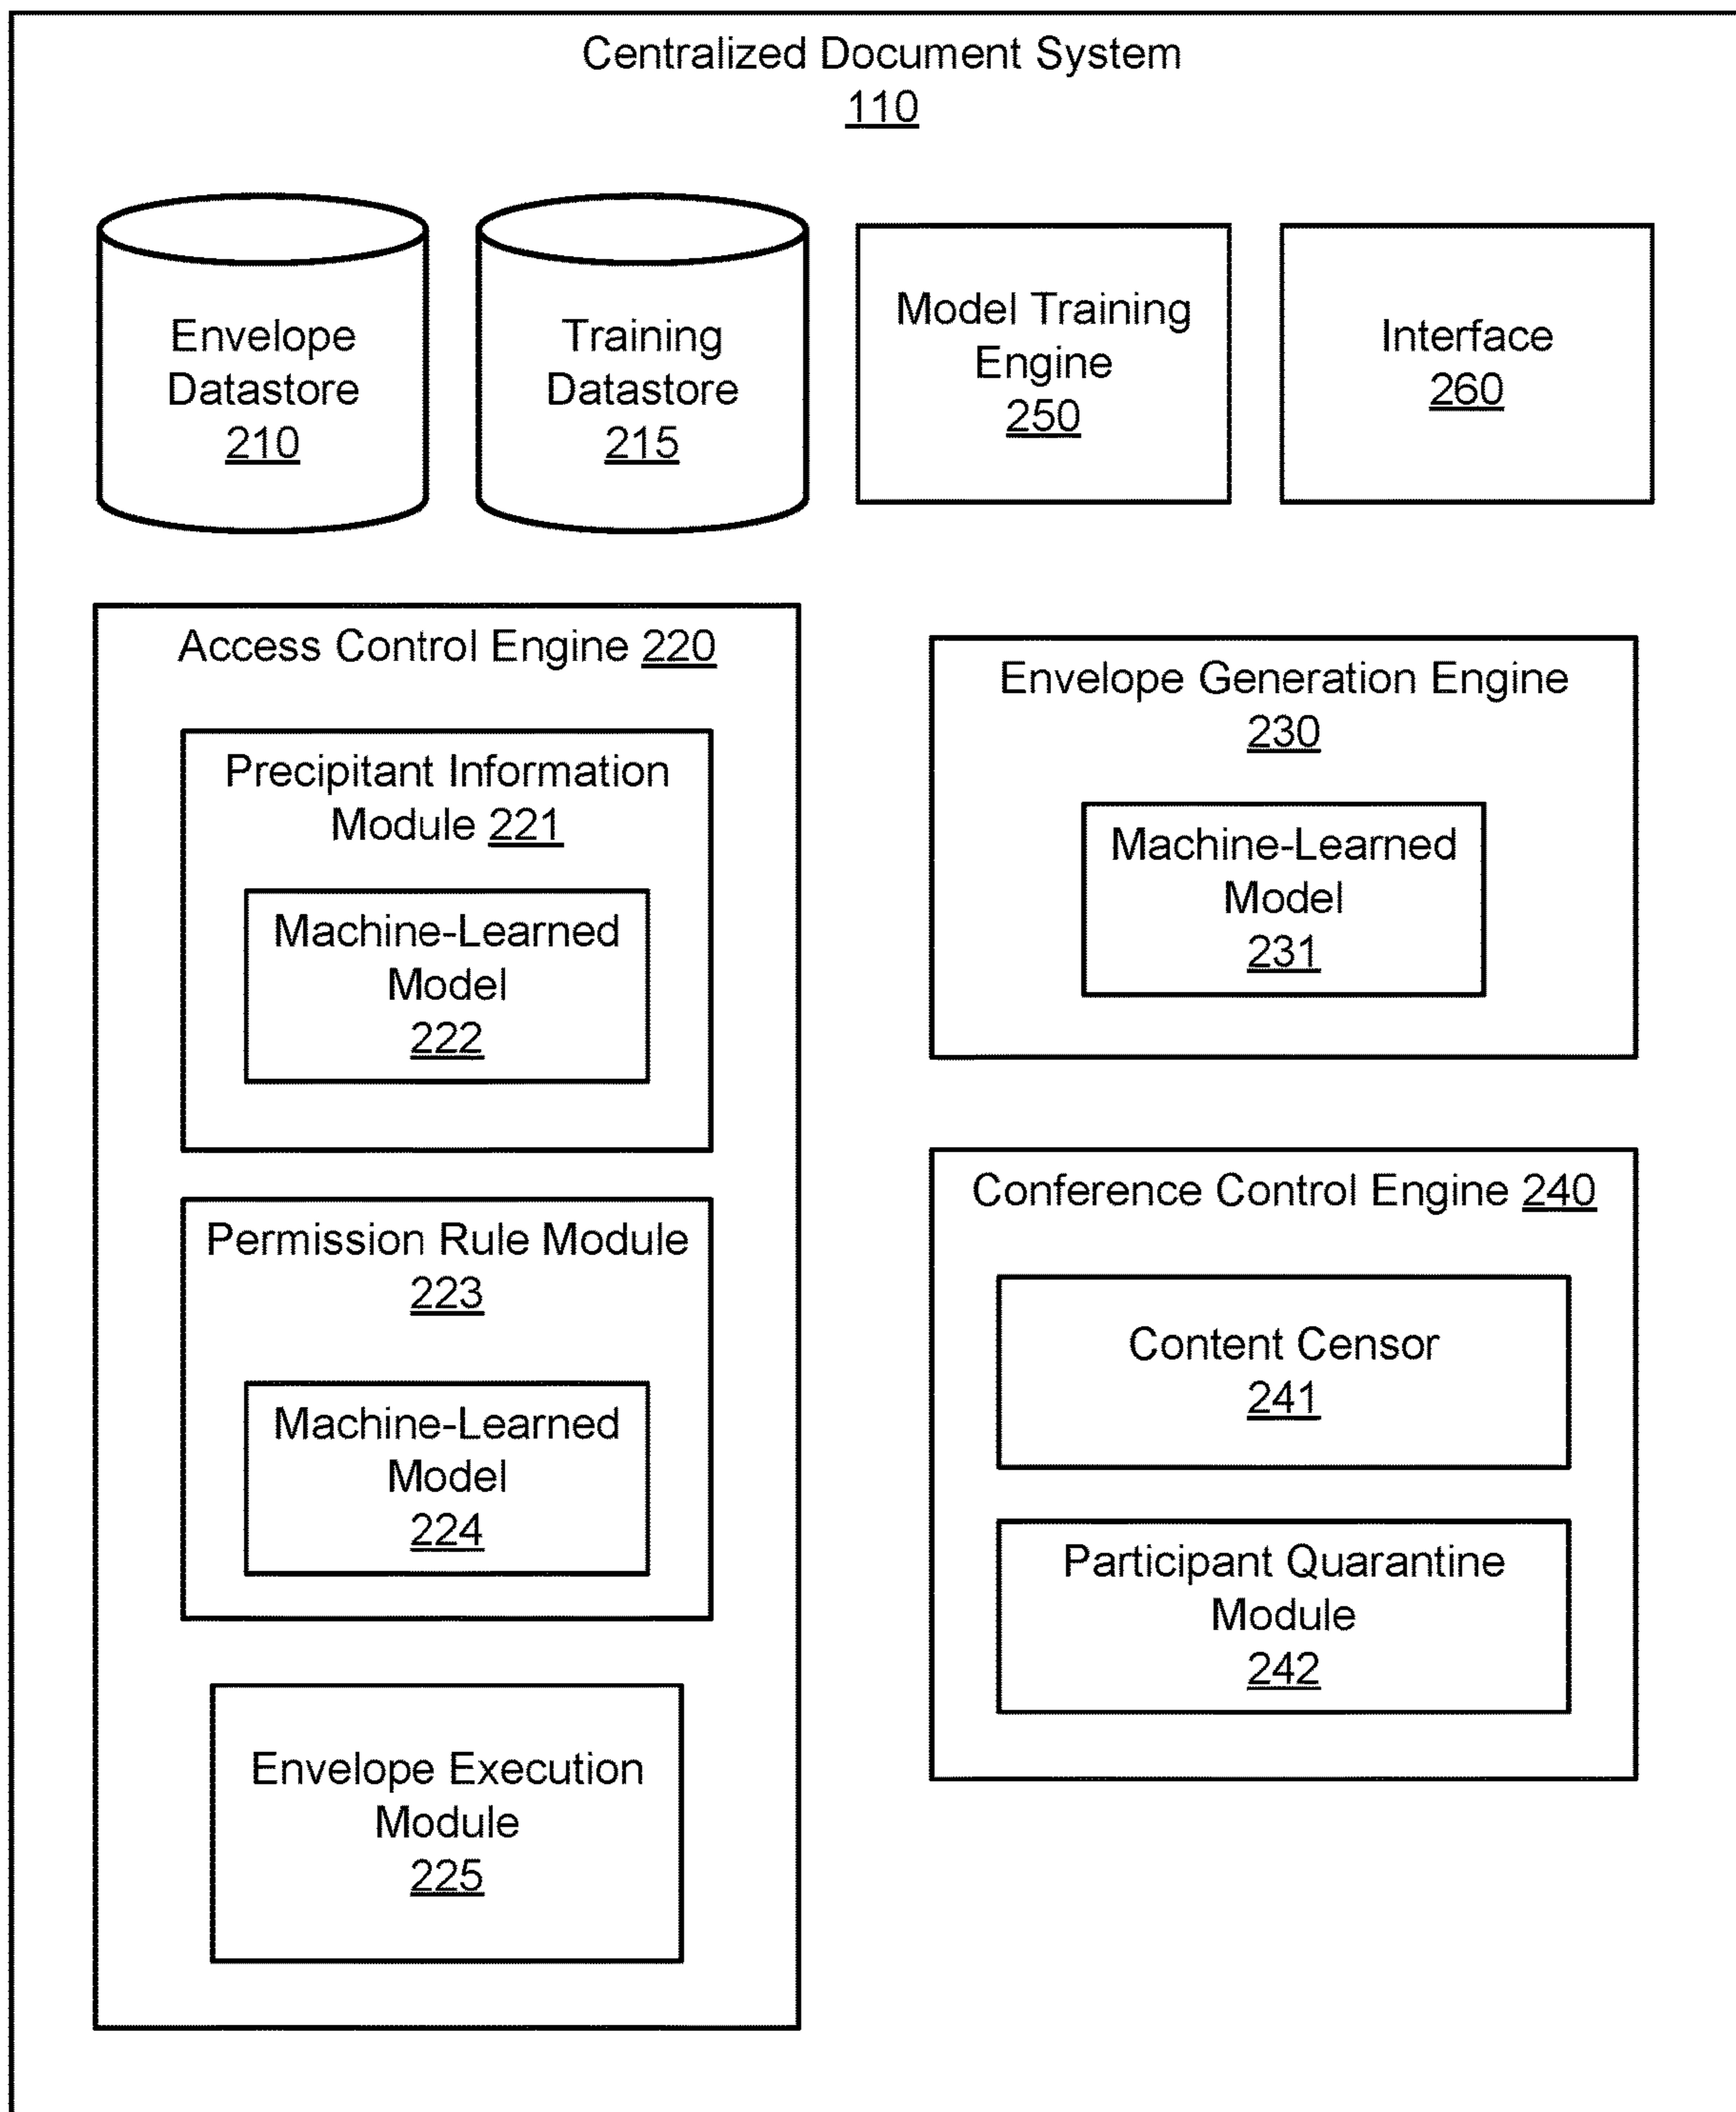 Centralized Document System
110
Envelope
Datastore
210
Training
Datastore
215
Model Training
Engine
250
Interface
260
Access Control Engine 220
Precipitant Information
Module 221
Machine-Learned
Model
222
Permission Rule Module
223
Machine-Learned
Model
224
Envelope Execution
Module
225
Envelope Generation Engine
230
Machine-Learned
Model
231
Conference Control Engine 240
Content Censor
241
Participant Quarantine
Module
242